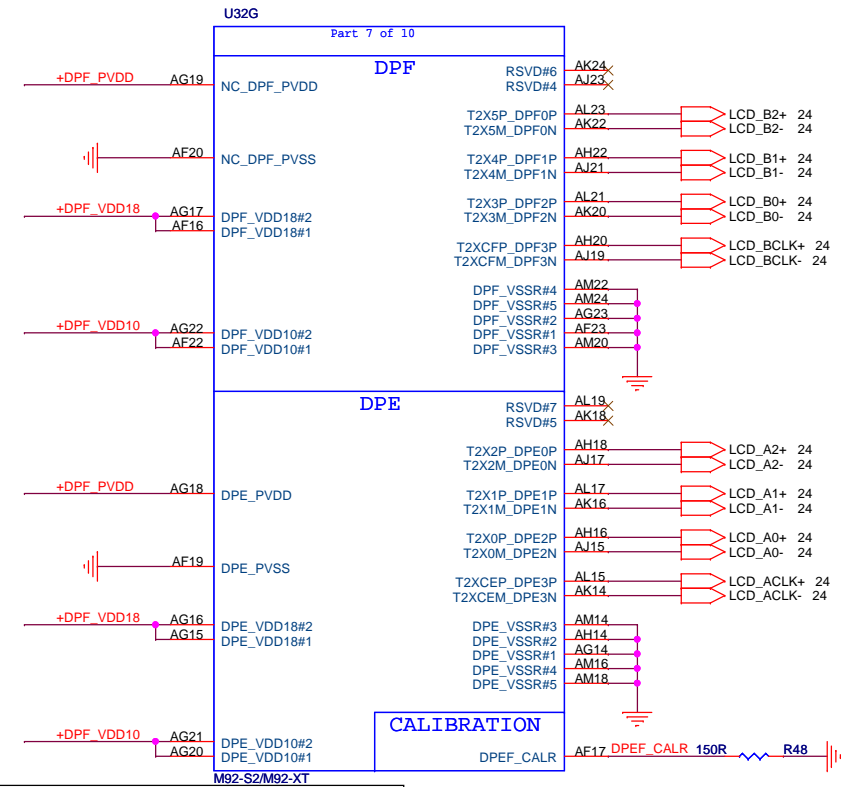 U32G
Part 7 of 10
DPF
+DPF_PVDD AG19 NC_DPF_PVDD
RSVD#6 AK24
RSVD#4 AJ23
T2X5P_DPF0P AL23 LCD_B2+ 24
T2X5M_DPF0N AK22 LCD_B2- 24
AF20 NC_DPF_PVSS
T2X4P_DPF1P AH22 LCD_B1+ 24
T2X4M_DPF1N AJ21 LCD_B1- 24
+DPF_VDD18 AG17 DPF_VDD18#2
AF16 DPF_VDD18#1
T2X3P_DPF2P AL21 LCD_B0+ 24
T2X3M_DPF2N AK20 LCD_B0- 24
T2XCFP_DPF3P AH20 LCD_BCLK+ 24
T2XCFM_DPF3N AJ19 LCD_BCLK- 24
DPF_VSSR#4 AM22
DPF_VSSR#5 AM24
DPF_VSSR#2 AG23
DPF_VSSR#1 AF23
DPF_VSSR#3 AM20
+DPF_VDD10 AG22 DPF_VDD10#2
AF22 DPF_VDD10#1
DPE
RSVD#7 AL19
RSVD#5 AK18
T2X2P_DPE0P AH18 LCD_A2+ 24
T2X2M_DPE0N AJ17 LCD_A2- 24
+DPF_PVDD AG18 DPE_PVDD
T2X1P_DPE1P AL17 LCD_A1+ 24
T2X1M_DPE1N AK16 LCD_A1- 24
T2X0P_DPE2P AH16 LCD_A0+ 24
T2X0M_DPE2N AJ15 LCD_A0- 24
AF19 DPE_PVSS
T2XCEP_DPE3P AL15 LCD_ACLK+ 24
T2XCEM_DPE3N AK14 LCD_ACLK- 24
+DPF_VDD18 AG16 DPE_VDD18#2
AG15 DPE_VDD18#1
DPE_VSSR#3 AM14
DPE_VSSR#2 AH14
DPE_VSSR#1 AG14
DPE_VSSR#4 AM16
DPE_VSSR#5 AM18
+DPF_VDD10 AG21 DPE_VDD10#2
AG20 DPE_VDD10#1
CALIBRATION
DPEF_CALR AF17 DPEF_CALR 150R R48
M92-S2/M92-XT